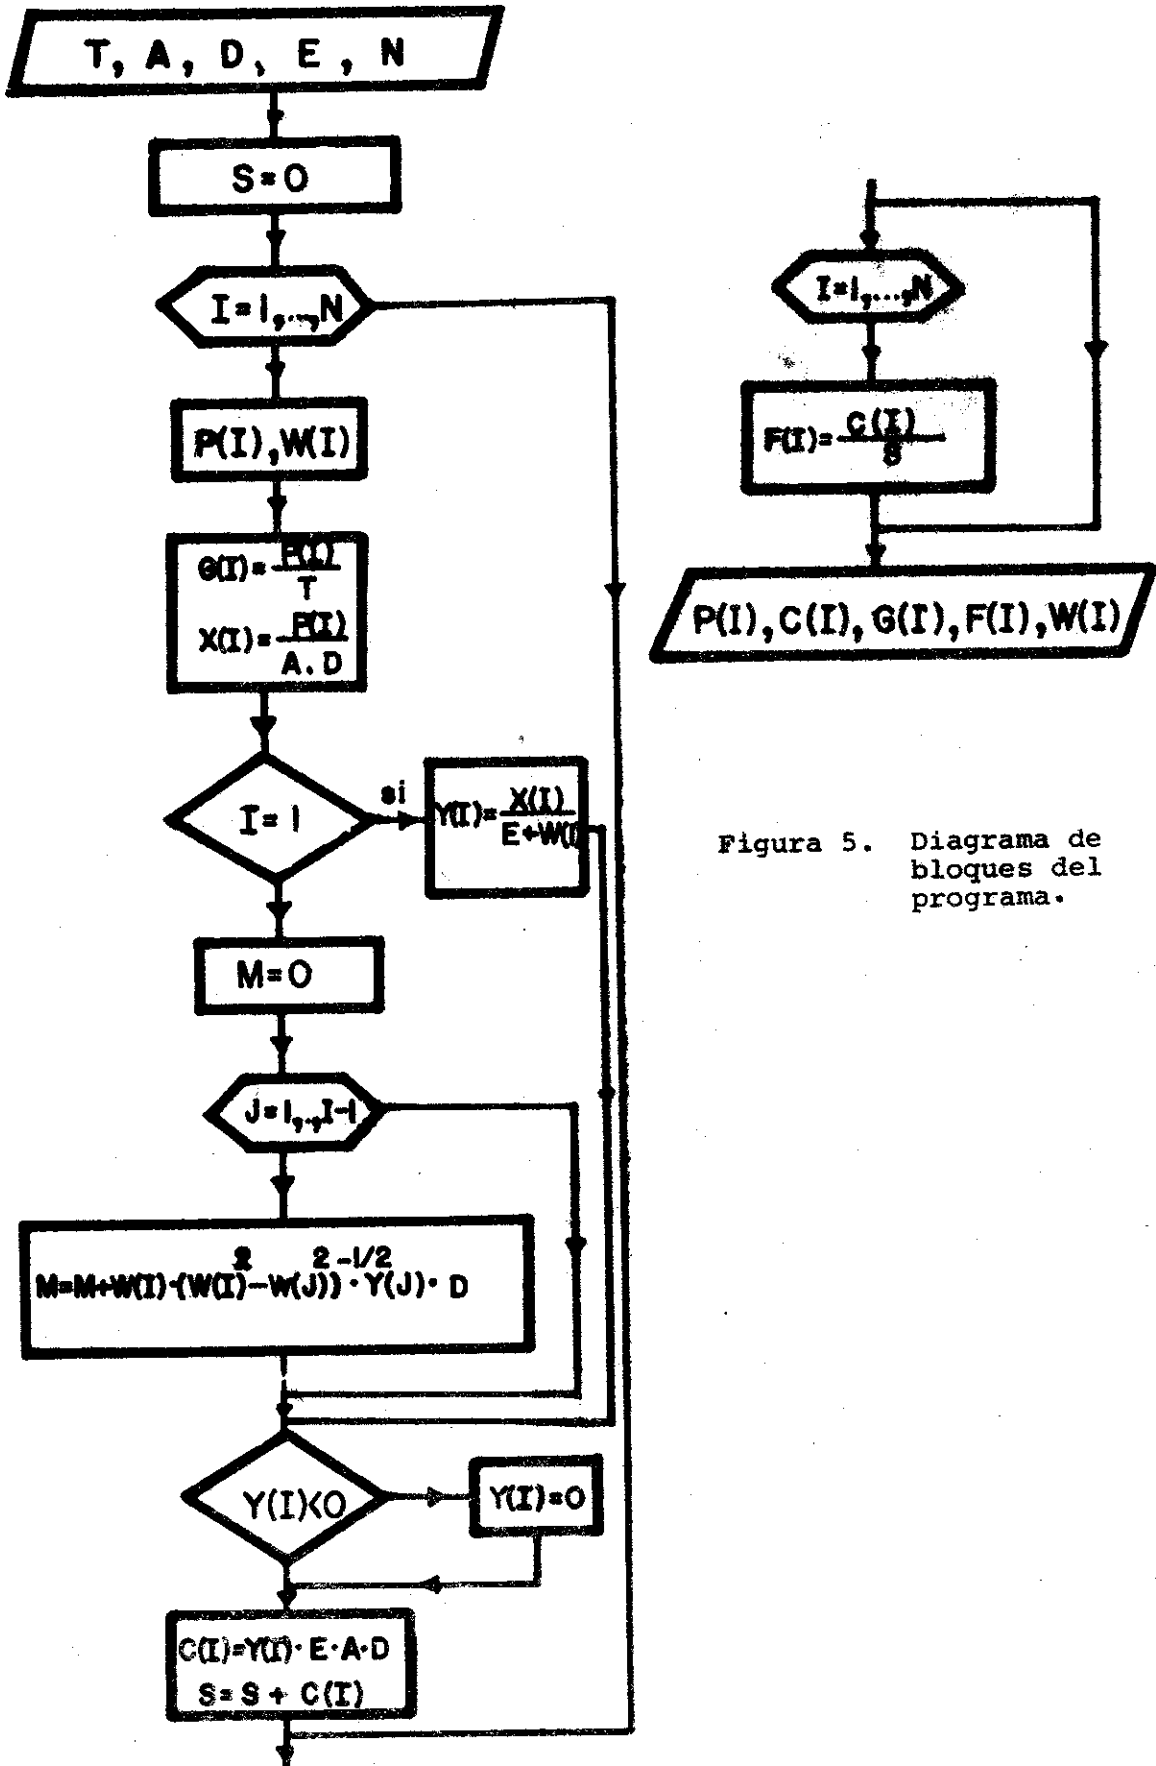 T, A, D, E, N
S=0
I=1,...,N
P(I),W(I)
G(I)=P(I)/T
X(I)=P(I)/A.D
I=1
si
Y(I)=X(I)/E+W(I)
M=0
J=1,.,I-1
2 2 -1/2
M=M+W(I)·(W(I)-W(J))·Y(J)·D
Y(I)<0
Y(I)=0
C(I)=Y(I)·E·A·D
S=S+C(I)
I=1,...,N
F(I)=C(I)/S
P(I),C(I),G(I),F(I),W(I)
Figura 5. Diagrama de
bloques del
programa.